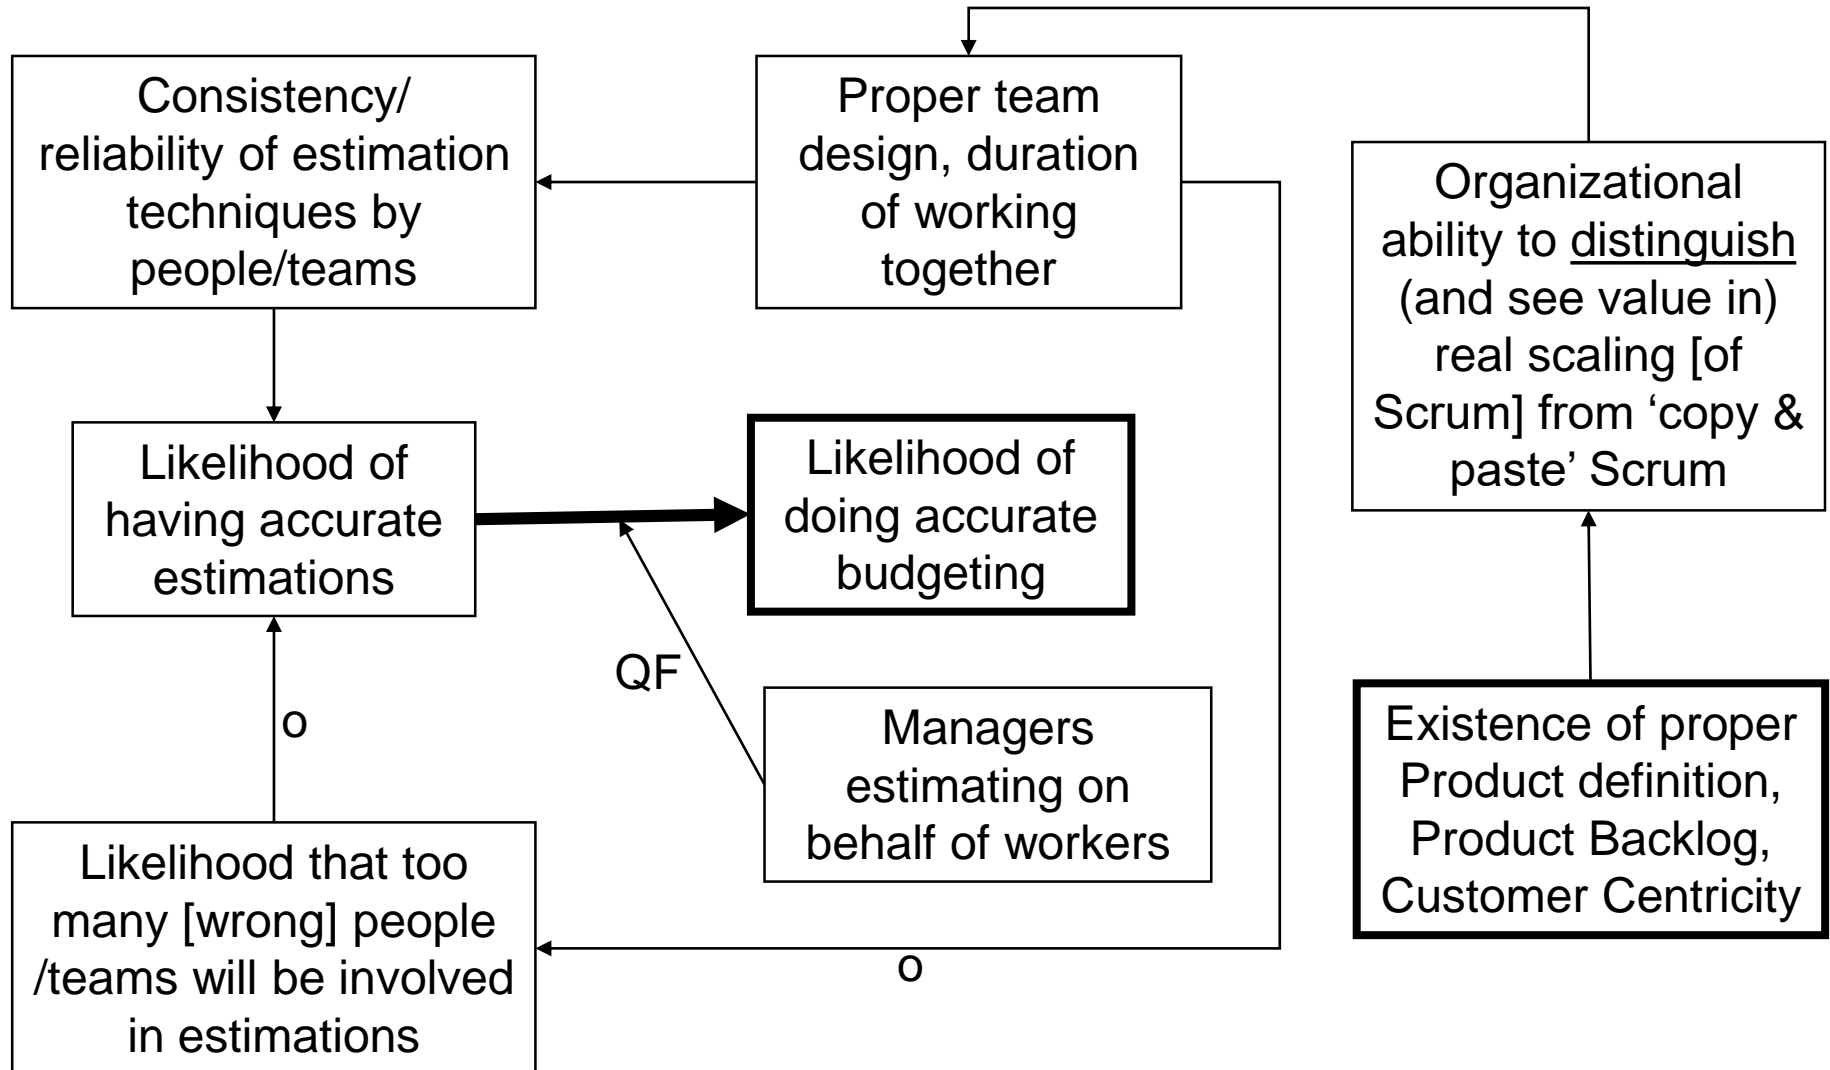 Consistency/
reliability of estimation
techniques by
people/teams
Proper team
design, duration
of working
together
Organizational
ability to distinguish
(and see value in)
real scaling [of
Scrum] from ‘copy &
paste’ Scrum
Likelihood of
having accurate
estimations
Likelihood of
doing accurate
budgeting
QF
o
Managers
estimating on
behalf of workers
Existence of proper
Product definition,
Product Backlog,
Customer Centricity
Likelihood that too
many [wrong] people
/teams will be involved
in estimations
o